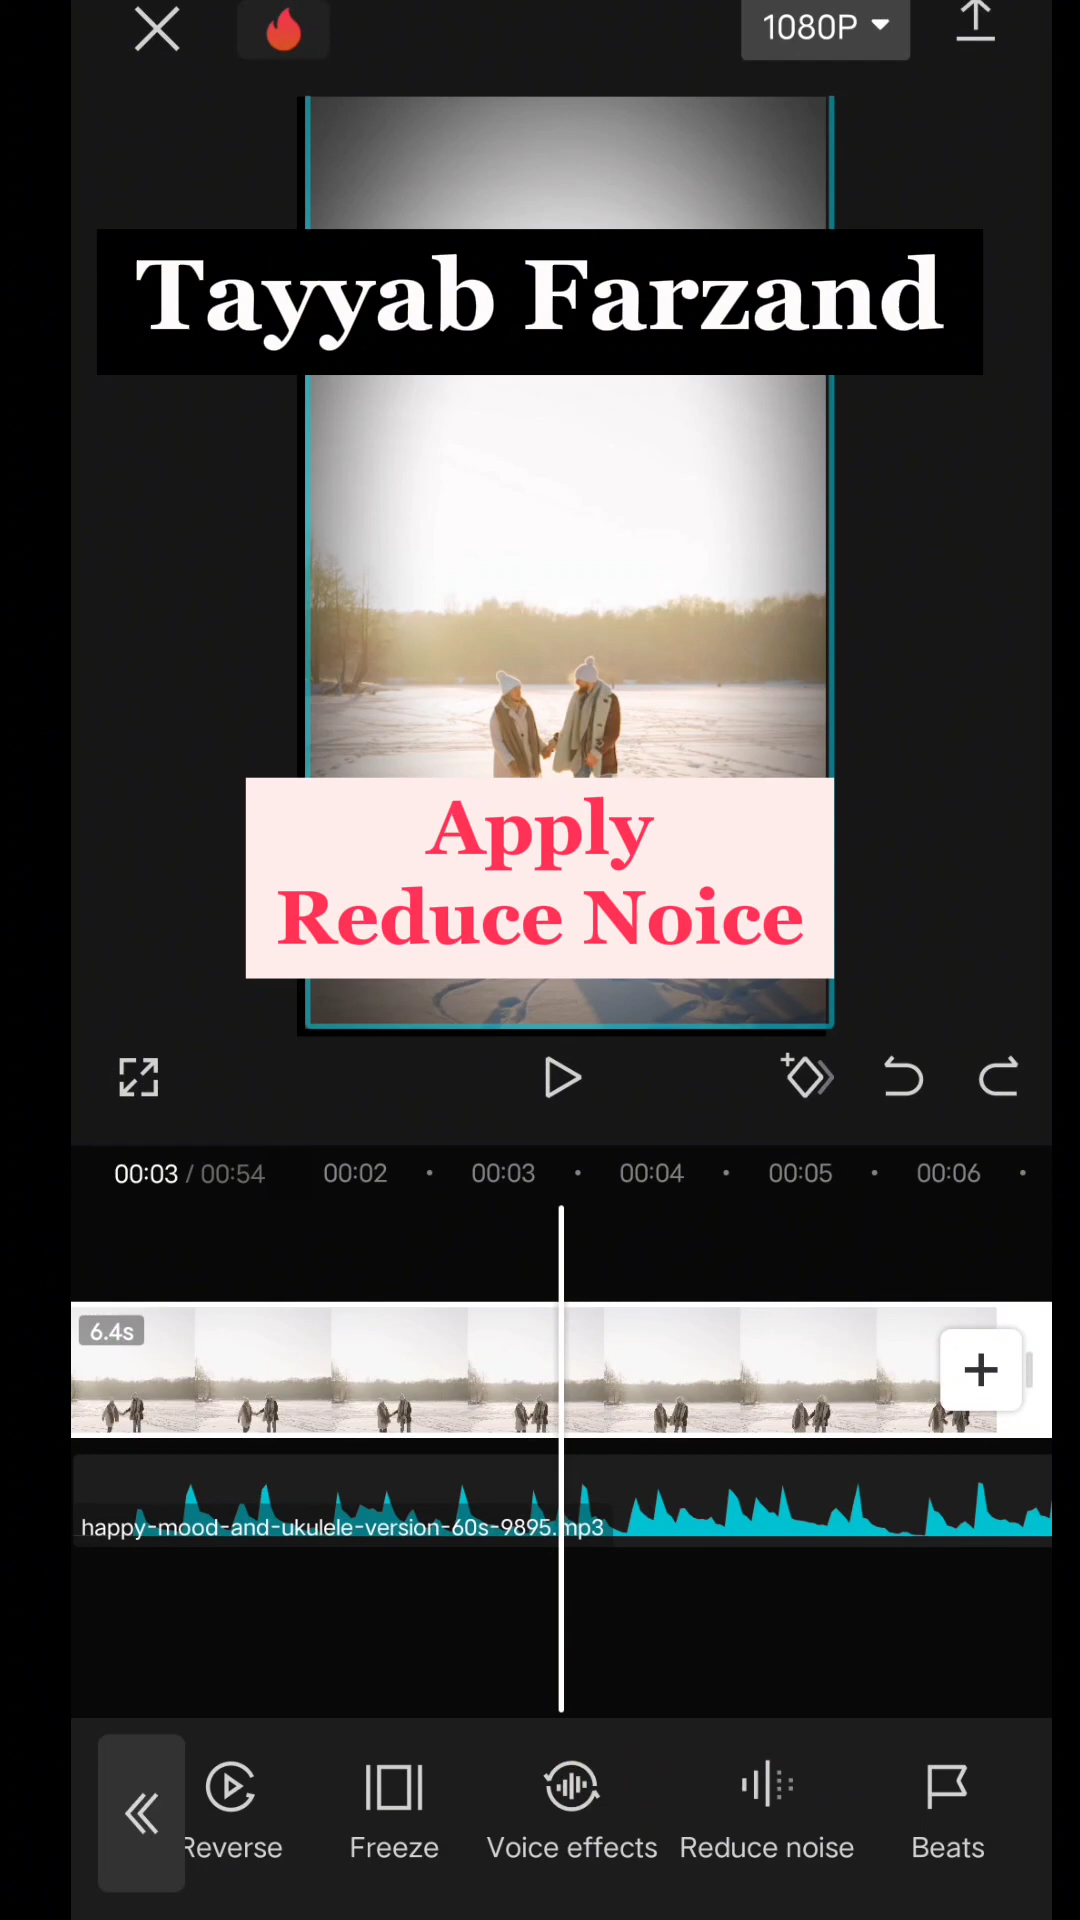 1080P
Tayyab Farzand
Apply
Reduce Noice
00:03 / 00:54 00:02 00:03 00:04 00:05 00:06
6.4s
happy-mood-and-ukulele-version-60s-9895.mp3
Reverse Freeze Voice effects Reduce noise Beats